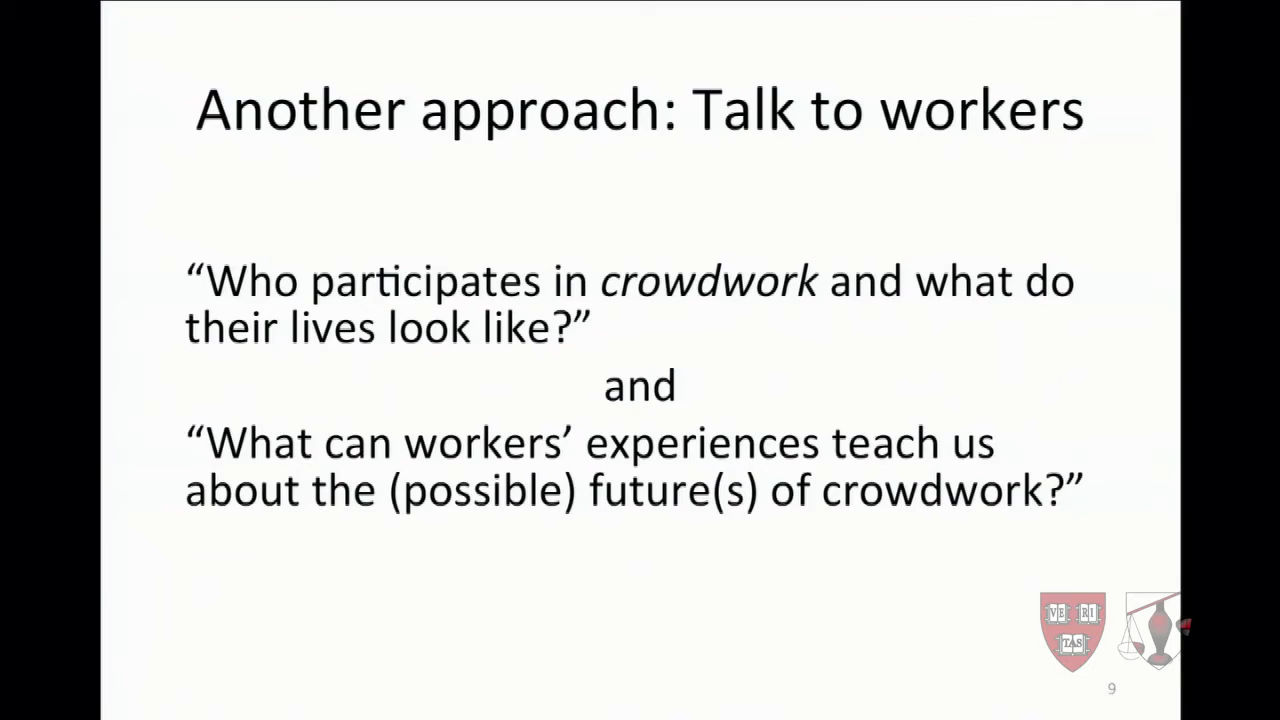 Another approach: Talk to workers
“Who participates in crowdwork and what do
their lives look like?”
and
“What can workers’ experiences teach us
about the (possible) future(s) of crowdwork?”
VE RI
TAS
9